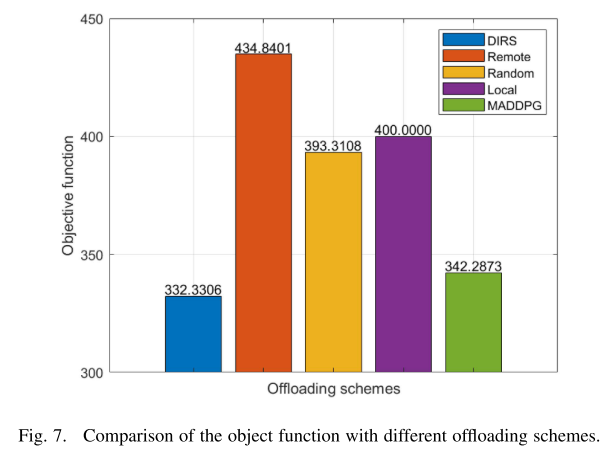 450
400
350
300
Objective function
332.3306
434.8401
393.3108
400.0000
342.2873
DIRS
Remote
Random
Local
MADDPG
Offloading schemes
Fig. 7. Comparison of the object function with different offloading schemes.